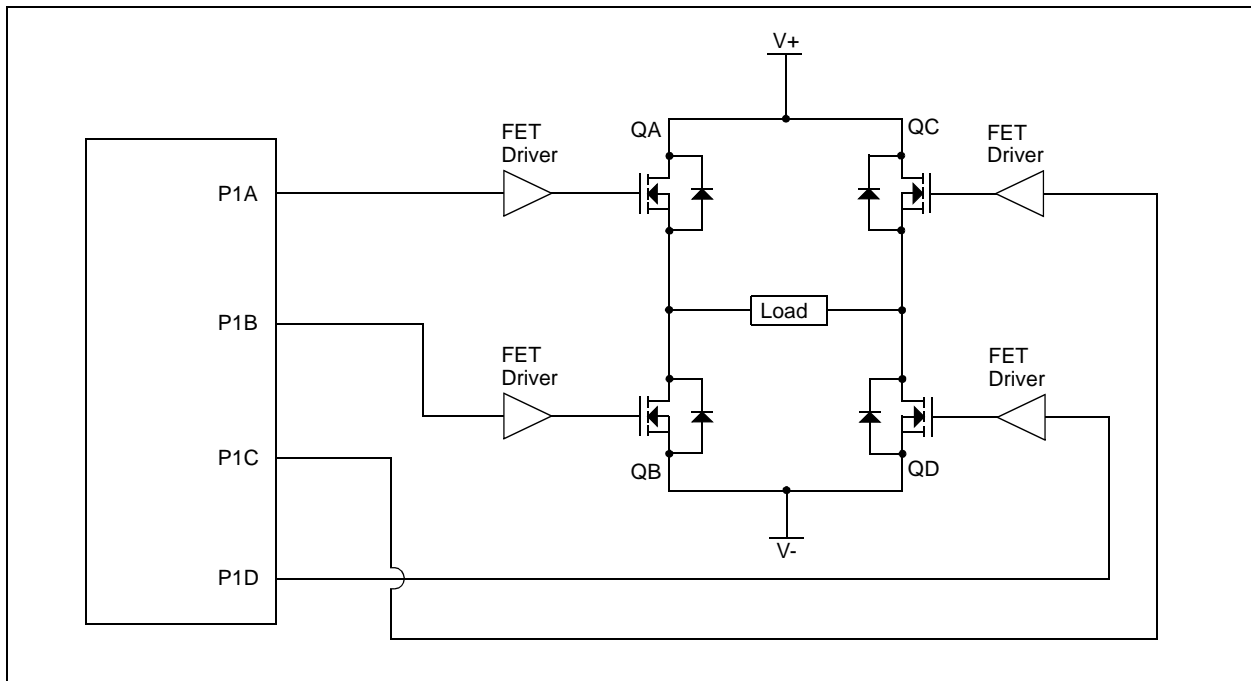 V+
FET
Driver
QA
QC
FET
Driver
P1A
Load
P1B
FET
Driver
FET
Driver
P1C
QB
QD
V-
P1D